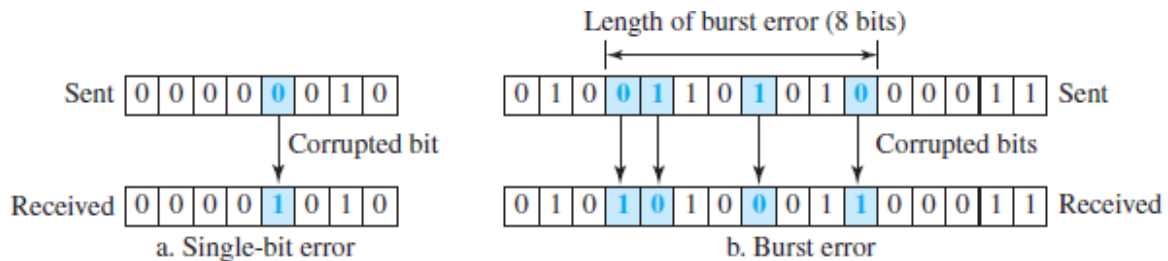 Length of burst error (8 bits)
Sent 0 0 0 0 0 0 1 0
0 1 0 0 1 1 0 1 0 1 0 0 0 0 1 1 Sent
Corrupted bit
Corrupted bits
Received 0 0 0 0 1 0 1 0
0 1 0 1 0 1 0 0 0 1 1 0 0 0 1 1 Received
a. Single-bit error
b. Burst error